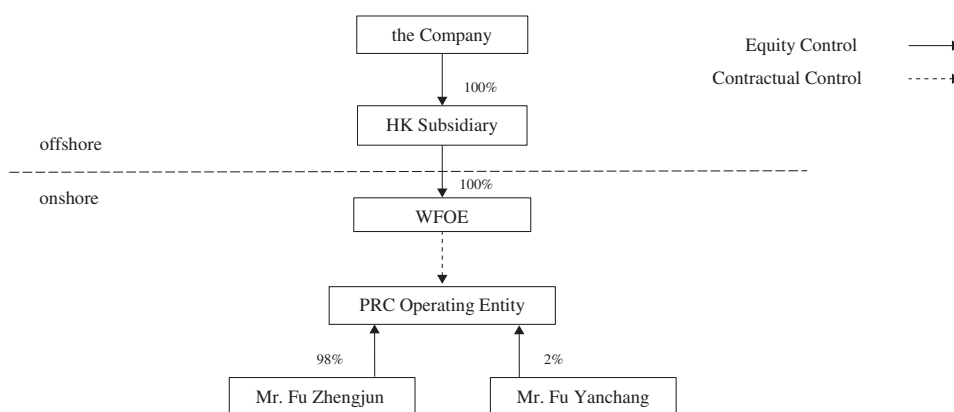 the Company
Equity Control
Contractual Control
100%
HK Subsidiary
offshore
100%
onshore
WFOE
PRC Operating Entity
98%
2%
Mr. Fu Zhengjun
Mr. Fu Yanchang